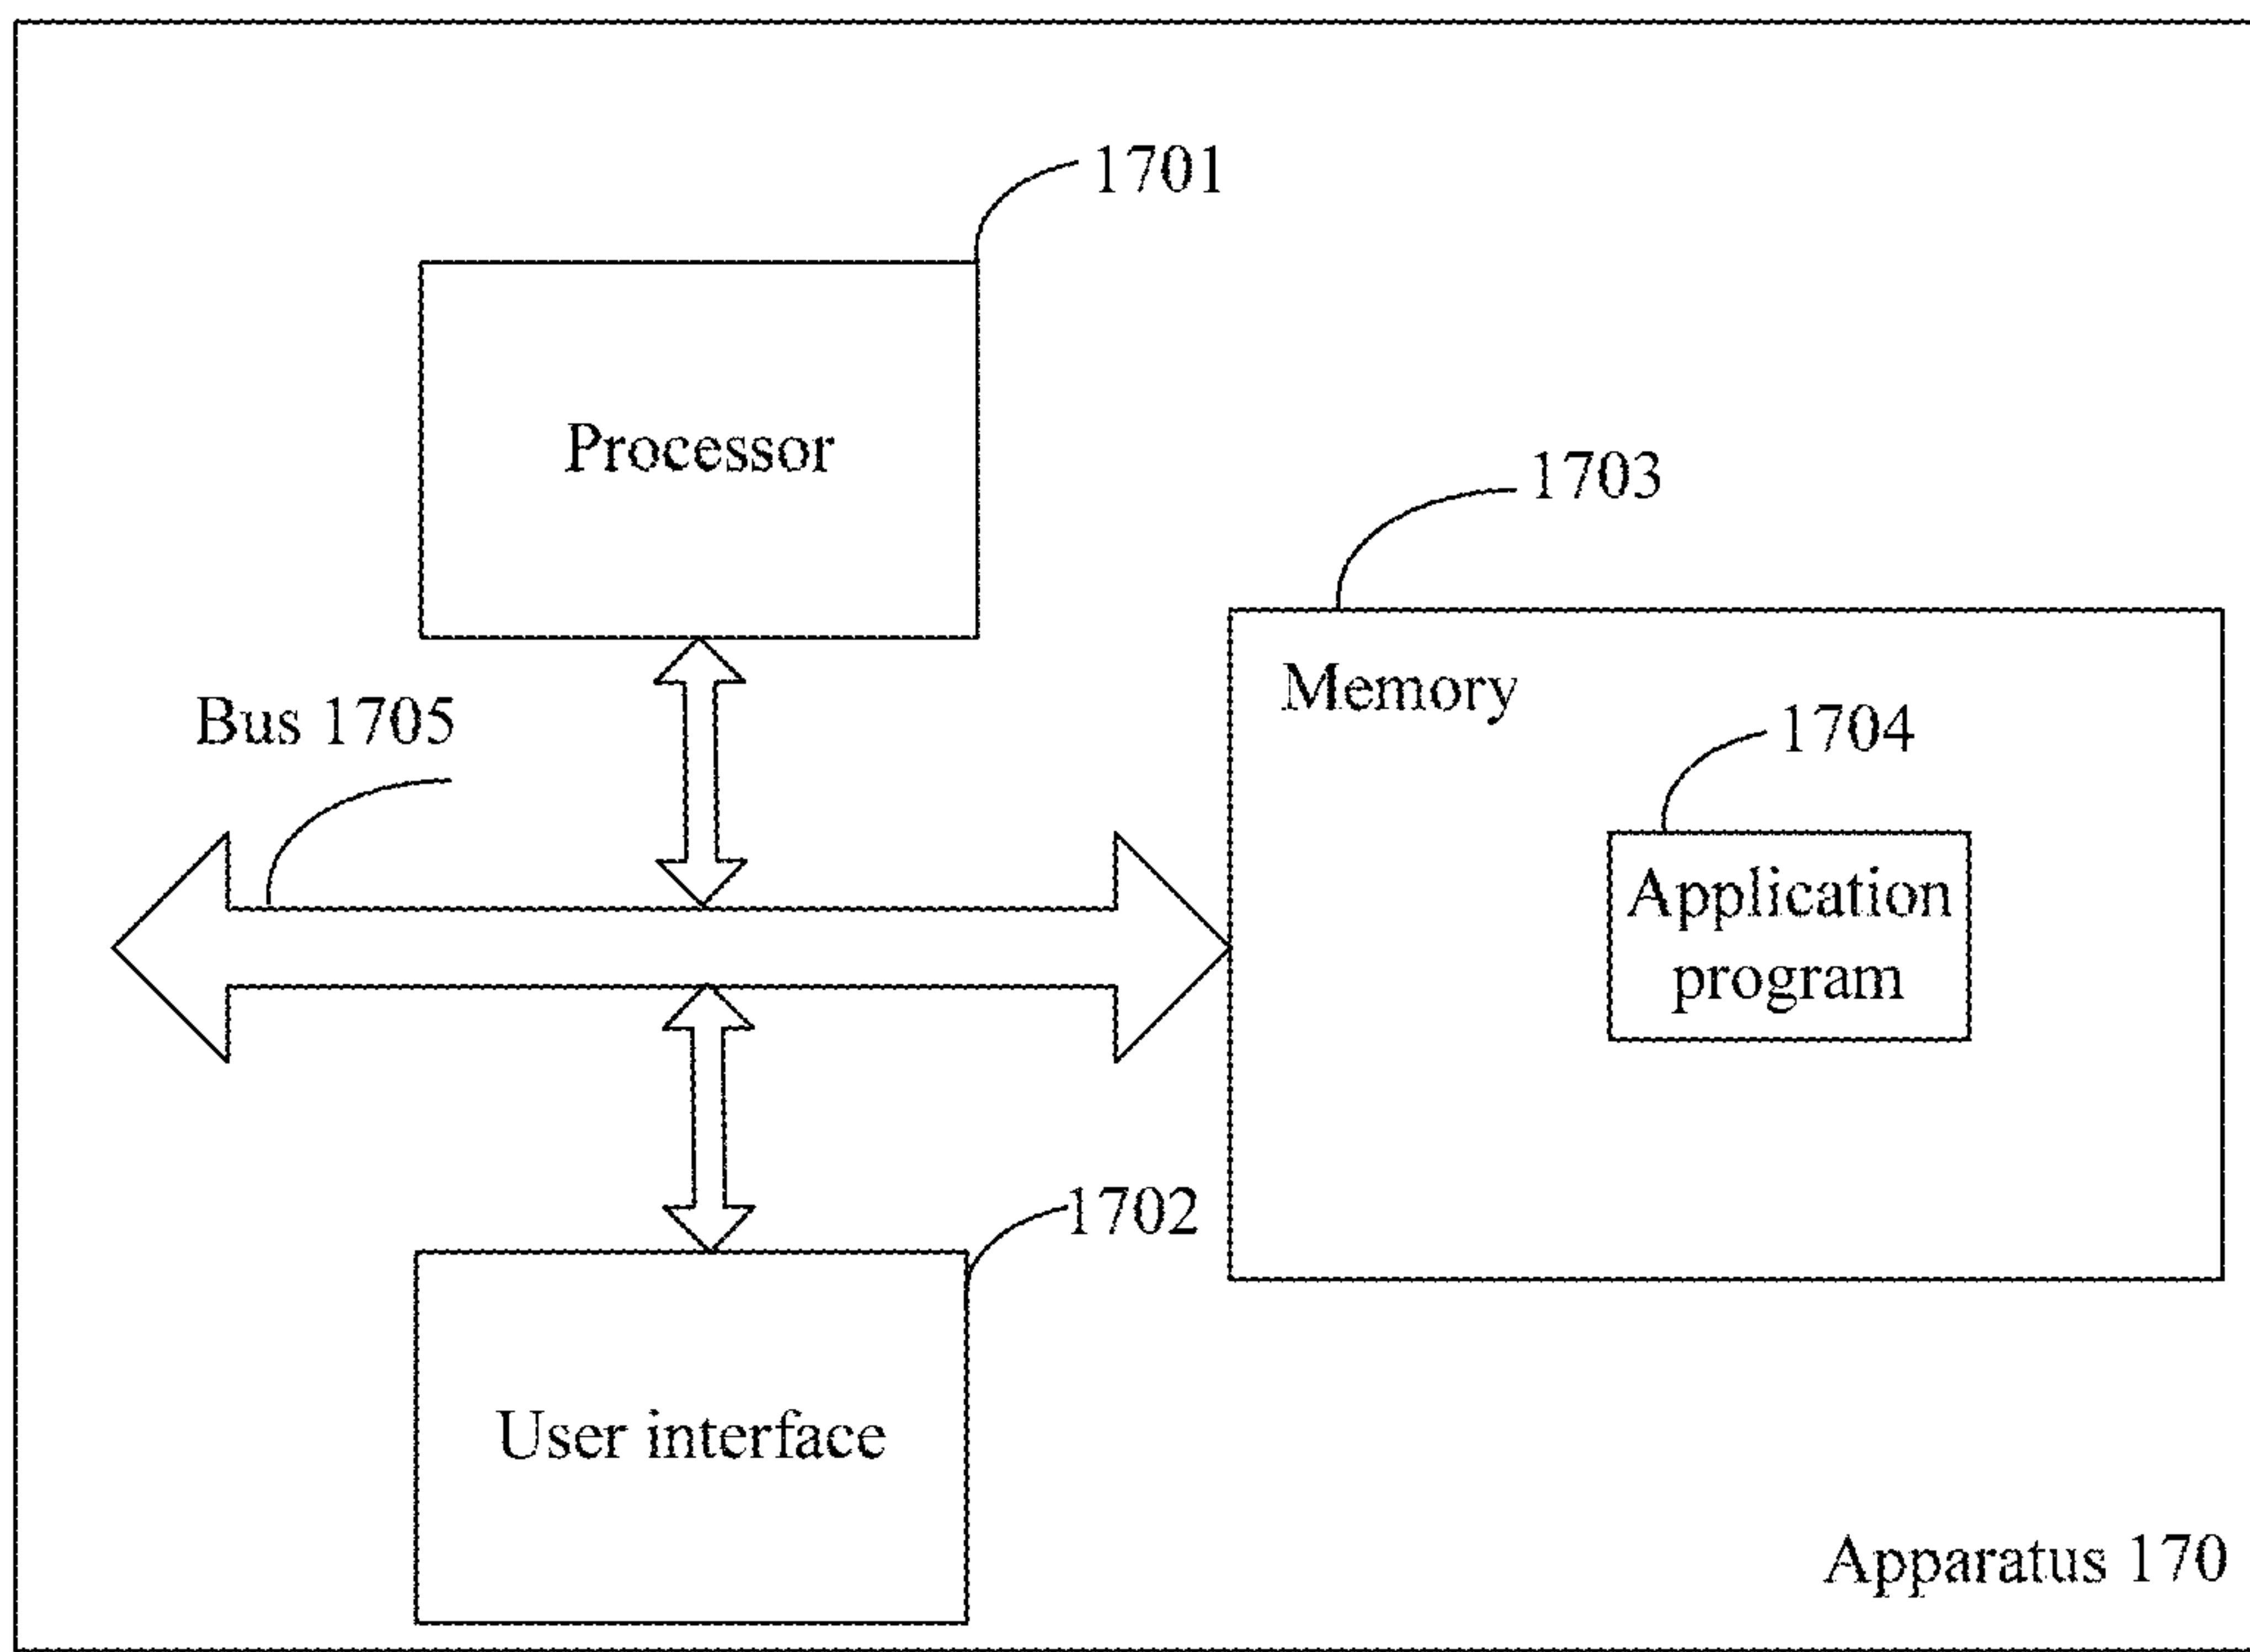 1701
Processor
1703
Memory
Bus 1705
1704
Application
program
1702
User interface
Apparatus 170